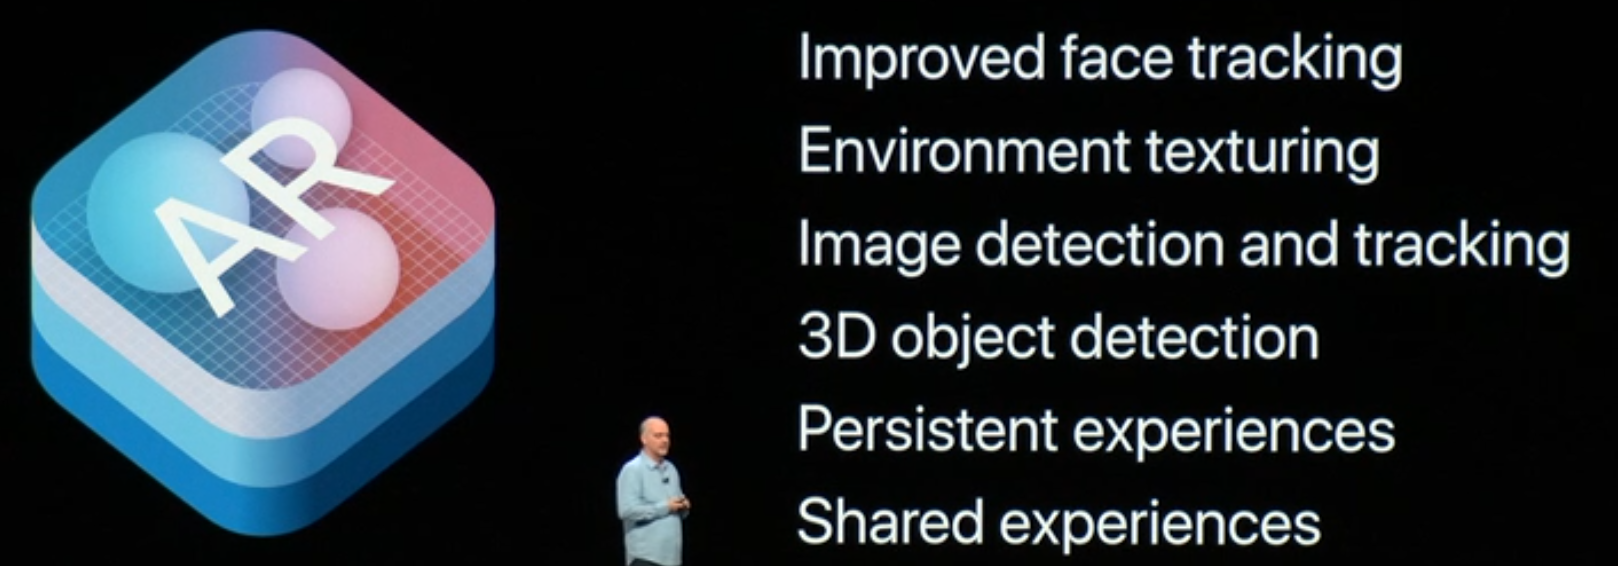 AR
Improved face tracking
Environment texturing
Image detection and tracking
3D object detection
Persistent experiences
Shared experiences